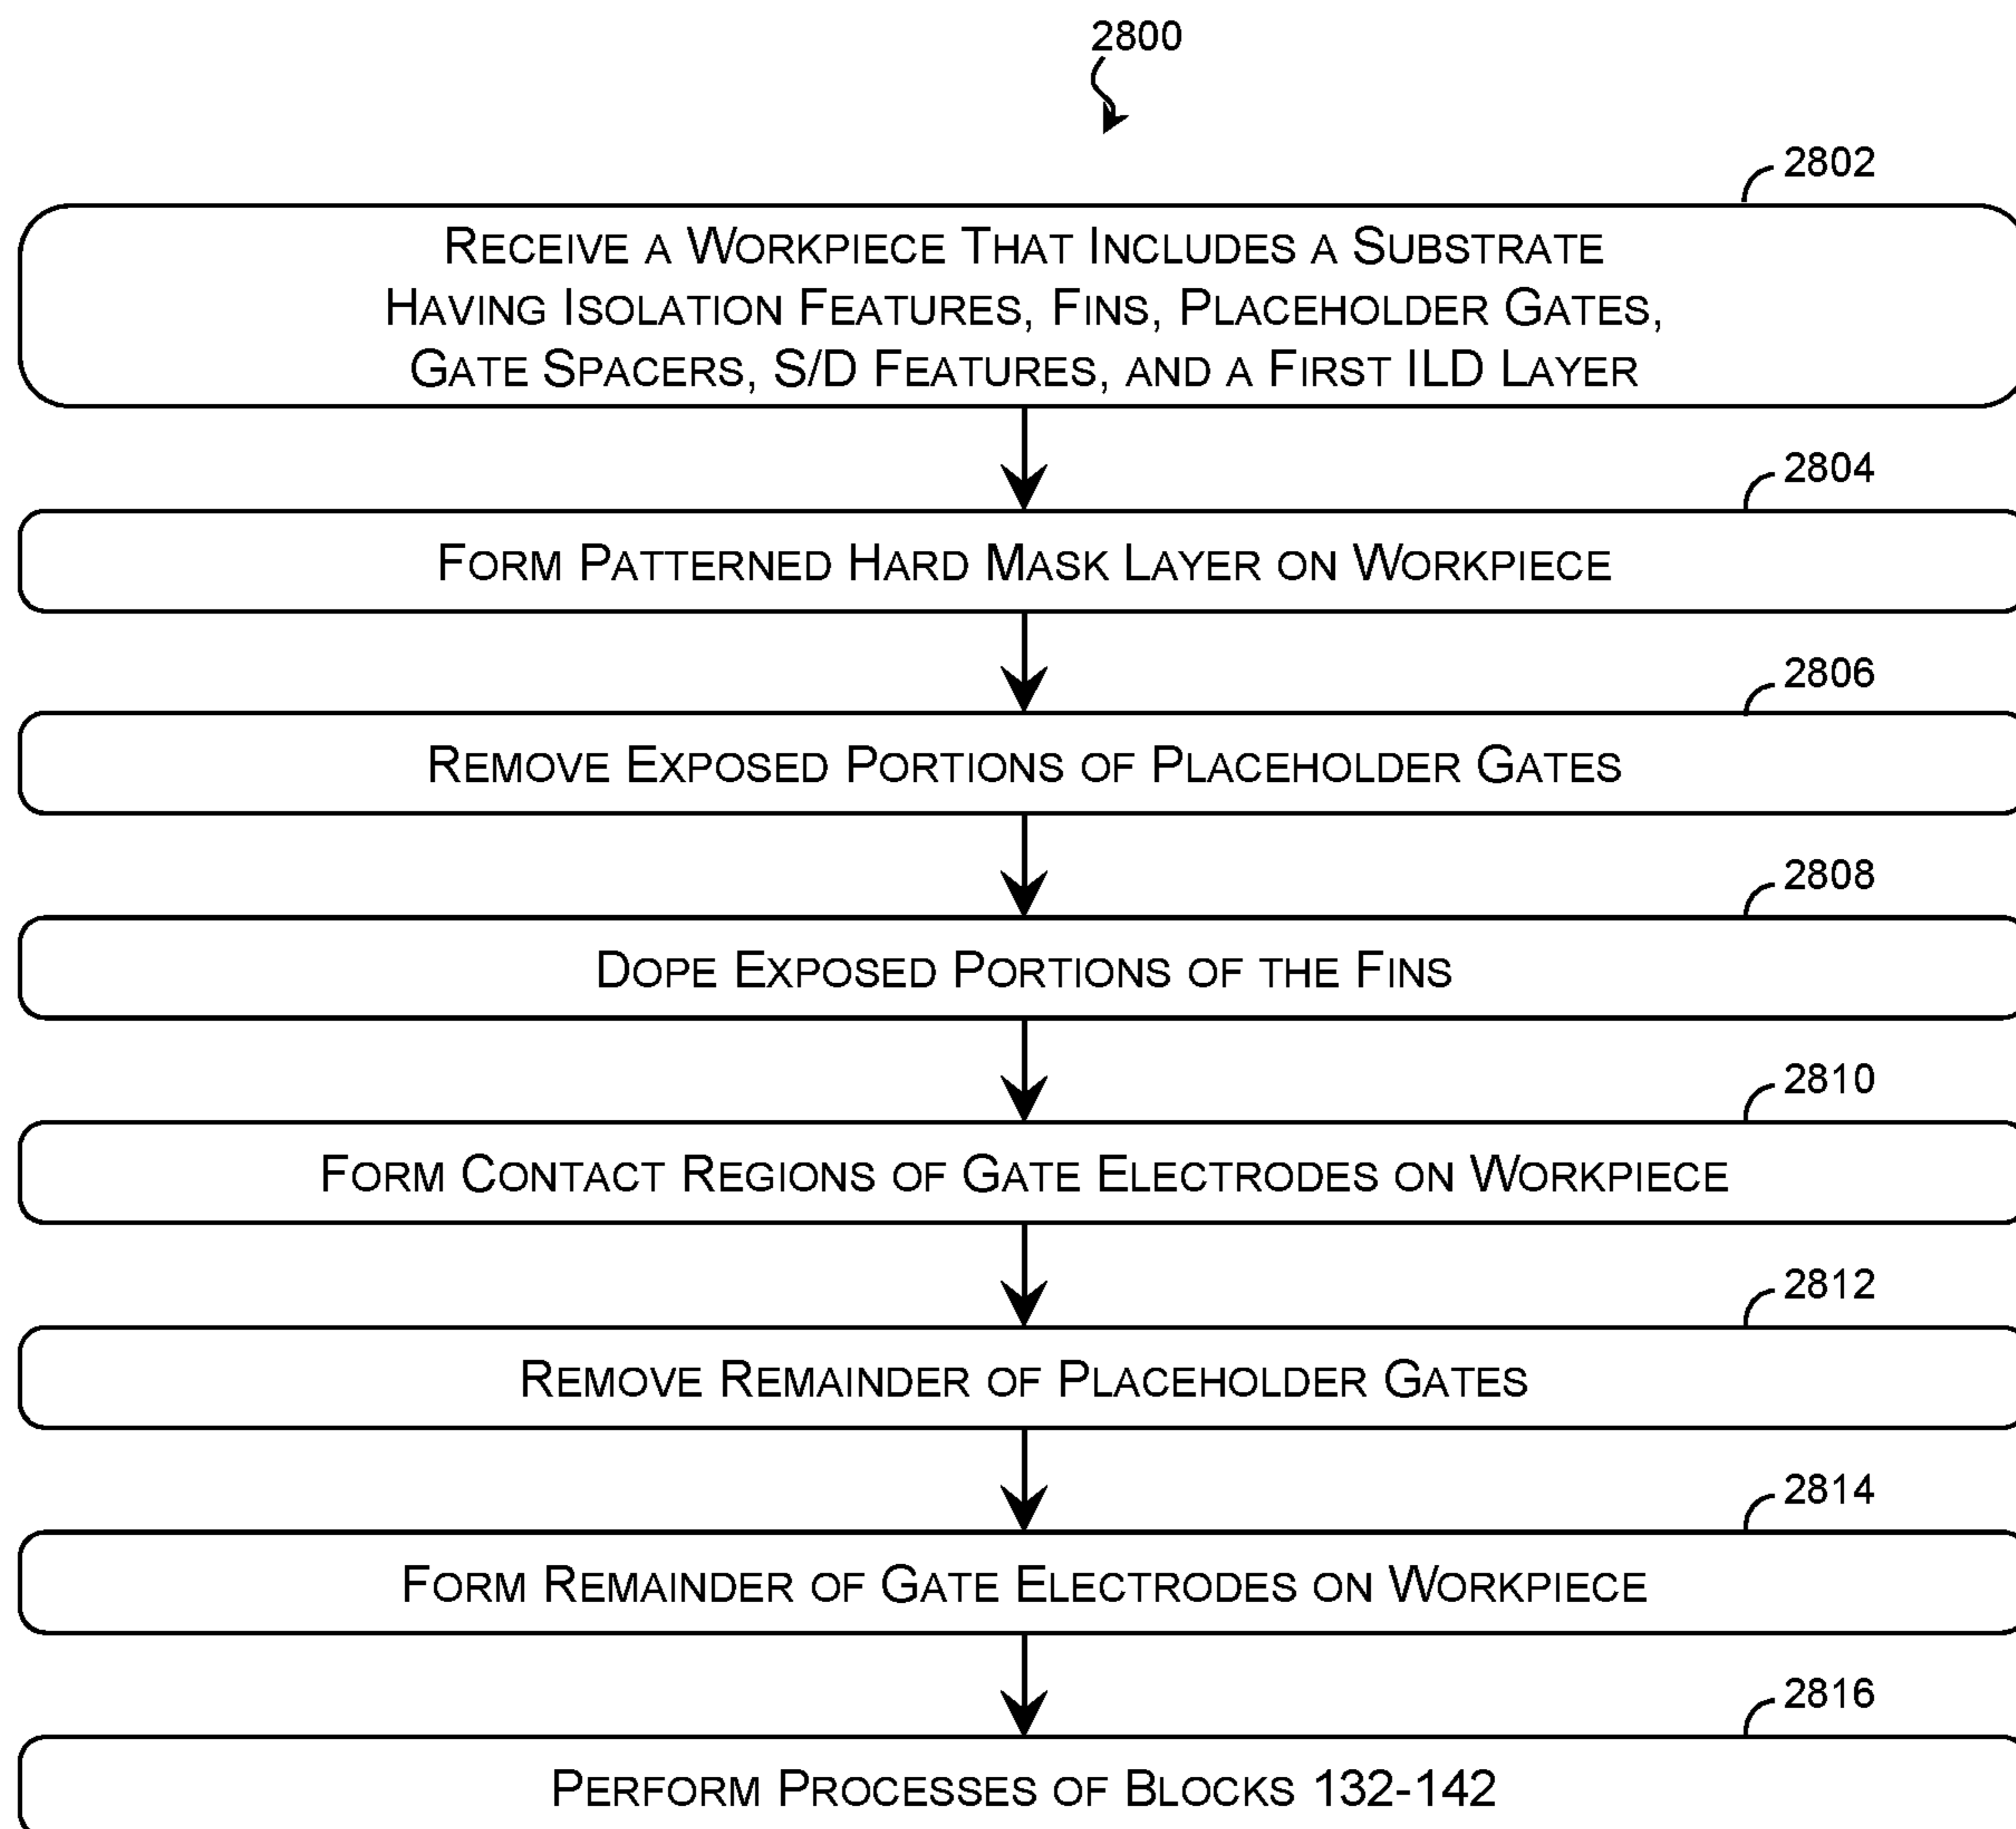 2800
2802
RECEIVE A WORKPIECE THAT INCLUDES A SUBSTRATE
HAVING ISOLATION FEATURES, FINS, PLACEHOLDER GATES,
GATE SPACERS, S/D FEATURES, AND A FIRST ILD LAYER
2804
FORM PATTERNED HARD MASK LAYER ON WORKPIECE
2806
REMOVE EXPOSED PORTIONS OF PLACEHOLDER GATES
2808
DOPE EXPOSED PORTIONS OF THE FINS
2810
FORM CONTACT REGIONS OF GATE ELECTRODES ON WORKPIECE
2812
REMOVE REMAINDER OF PLACEHOLDER GATES
2814
FORM REMAINDER OF GATE ELECTRODES ON WORKPIECE
2816
PERFORM PROCESSES OF BLOCKS 132-142